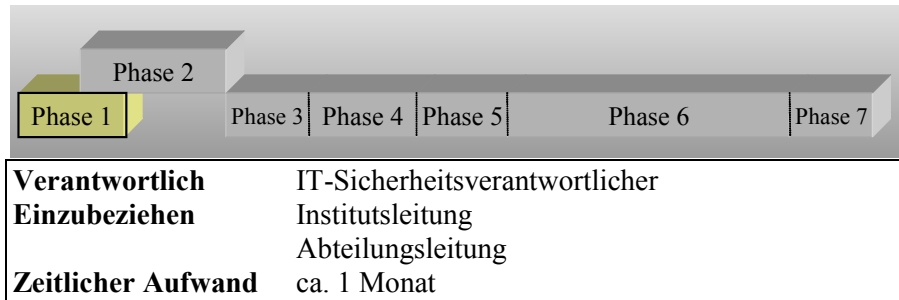 Phase 2
Phase 1 Phase 3 Phase 4 Phase 5 Phase 6 Phase 7
Verantwortlich IT-Sicherheitsverantwortlicher
Einzubeziehen Institutsleitung
Abteilungsleitung
Zeitlicher Aufwand ca. 1 Monat